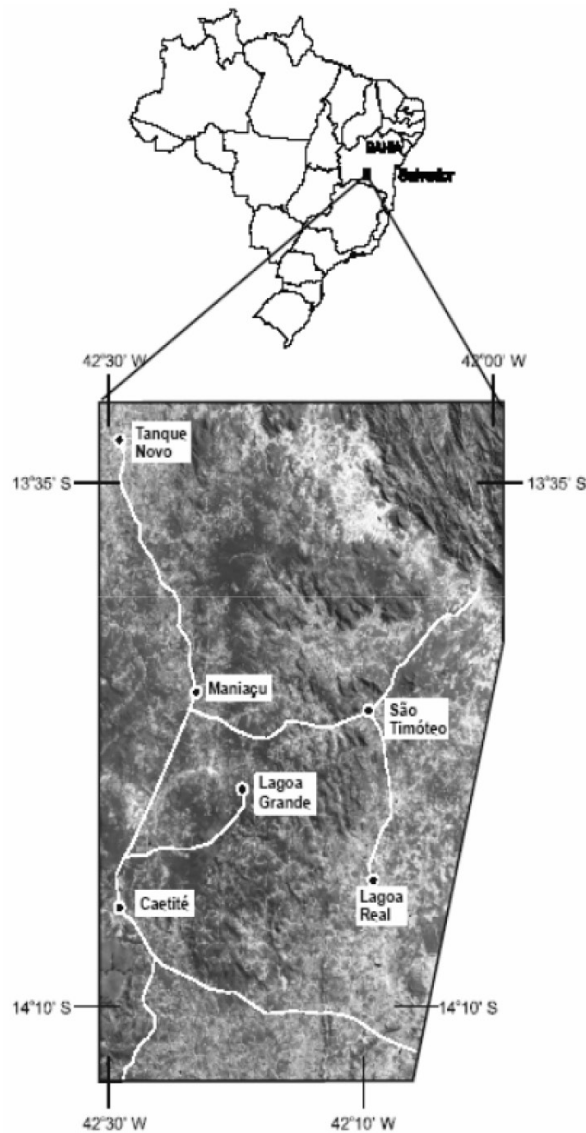 BAHIA
Salvador
42°30' W
42°00' W
Tanque
Novo
13°35' S
13°35' S
Maniaçu
São
Timóteo
Lagoa
Grande
Caetité
Lagoa
Real
14°10' S
14°10' S
42°30' W
42°10' W